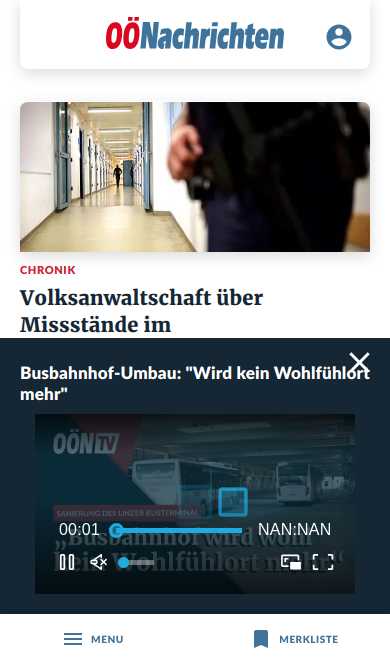 OÖNachrichten
CHRONIK
Volksanwaltschaft über
Missstände im
Busbahnhof-Umbau: "Wird kein Wohlfühlort
mehr"
OÖN TV
SANIERUNG DES LINZER BUSTERMINAL
„Busbahnhof wird wohl
kein Wohlfühlort mehr“
00:01
NAN:NAN
MENU
MERKLISTE